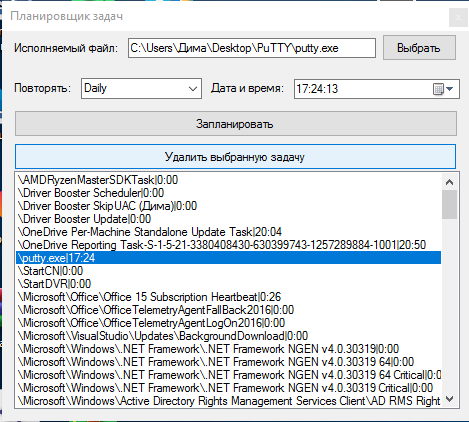 Планировщик задач
Исполняемый файл: C:\Users\Дима\Desktop\PuTTY\putty.exe Выбрать
Повторять: Daily Дата и время: 17:24:13
Запланировать
Удалить выбранную задачу
\AMDRyzenMasterSDKTask|0:00
\Driver Booster Scheduler|0:00
\Driver Booster SkipUAC (Дима)|0:00
\Driver Booster Update|0:00
\OneDrive Per-Machine Standalone Update Task|20:04
\OneDrive Reporting Task-S-1-5-21-3380408430-630399743-1257289884-1001|20:50
\putty.exe|17:24
\StartCN|0:00
\StartDVR|0:00
\Microsoft\Office\Office 15 Subscription Heartbeat|0:26
\Microsoft\Office\OfficeTelemetryAgentFallBack2016|0:00
\Microsoft\Office\OfficeTelemetryAgentLogOn2016|0:00
\Microsoft\VisualStudio\Updates\BackgroundDownload|0:00
\Microsoft\Windows\.NET Framework\.NET Framework NGEN v4.0.30319|0:00
\Microsoft\Windows\.NET Framework\.NET Framework NGEN v4.0.30319 64|0:00
\Microsoft\Windows\.NET Framework\.NET Framework NGEN v4.0.30319 64 Critical|0:00
\Microsoft\Windows\.NET Framework\.NET Framework NGEN v4.0.30319 Critical|0:00
\Microsoft\Windows\Active Directory Rights Management Services Client\AD RMS Right